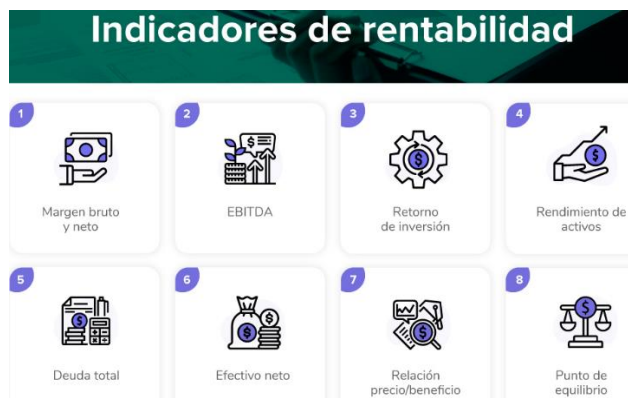 Indicadores de rentabilidad
1
2
3
4
Margen bruto
y neto
EBITDA
Retorno
de inversión
Rendimiento de
activos
5
6
7
8
Deuda total
Efectivo neto
Relación
precio/beneficio
Punto de
equilibrio